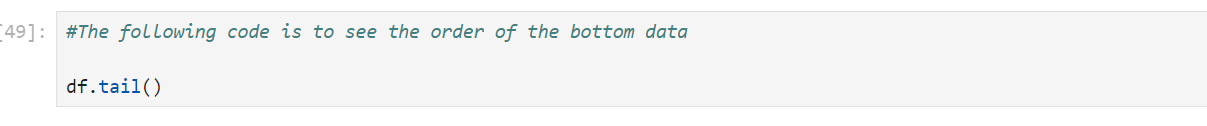 [49]: #The following code is to see the order of the bottom data
df.tail()